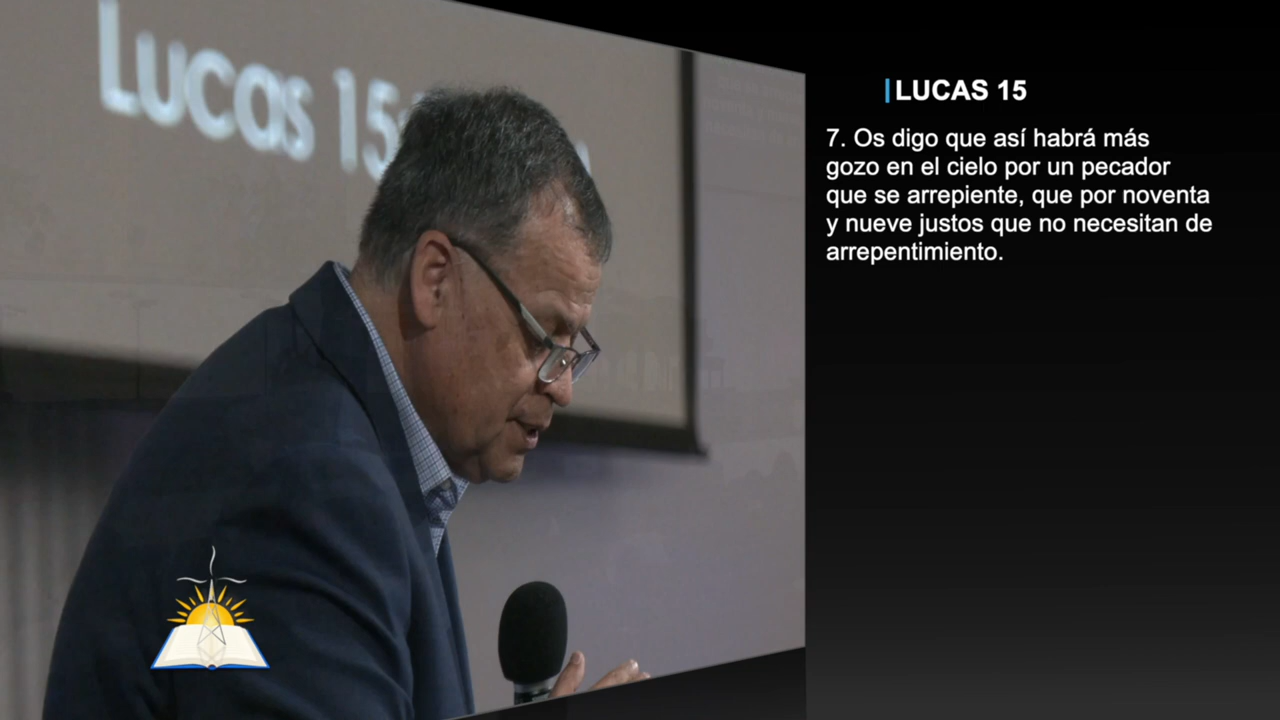 Lucas 15:
LUCAS 15
7. Os digo que así habrá más
gozo en el cielo por un pecador
que se arrepiente, que por noventa
y nueve justos que no necesitan de
arrepentimiento.